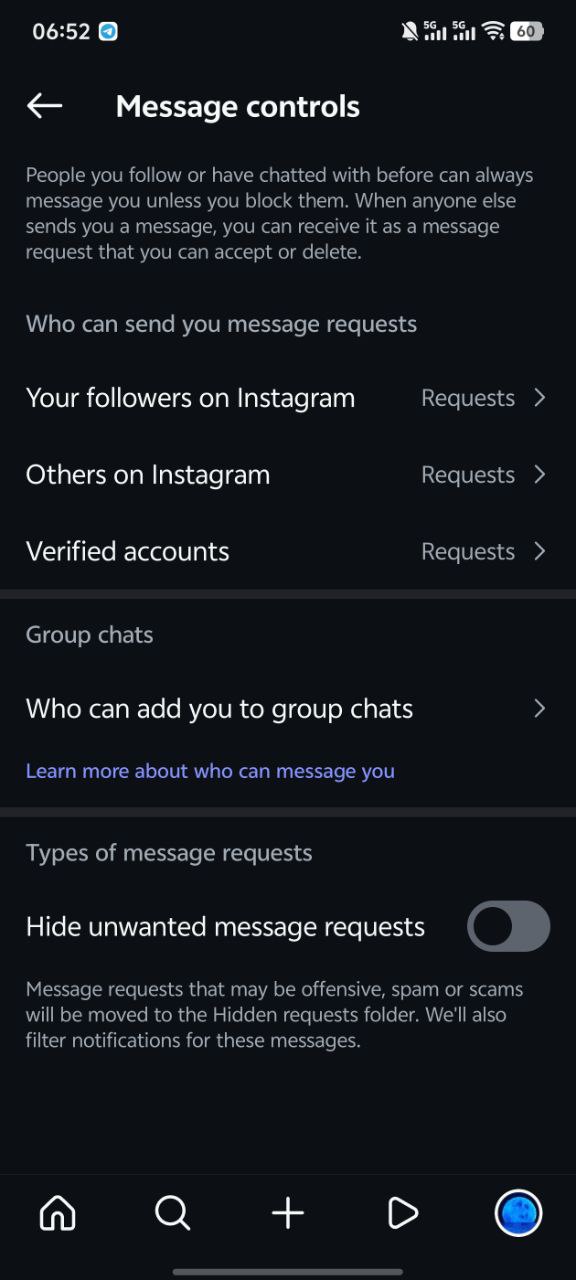 06:52
5G 5G 60
Message controls
People you follow or have chatted with before can always
message you unless you block them. When anyone else
sends you a message, you can receive it as a message
request that you can accept or delete.
Who can send you message requests
Your followers on Instagram Requests
Others on Instagram Requests
Verified accounts Requests
Group chats
Who can add you to group chats
Learn more about who can message you
Types of message requests
Hide unwanted message requests
Message requests that may be offensive, spam or scams
will be moved to the Hidden requests folder. We'll also
filter notifications for these messages.